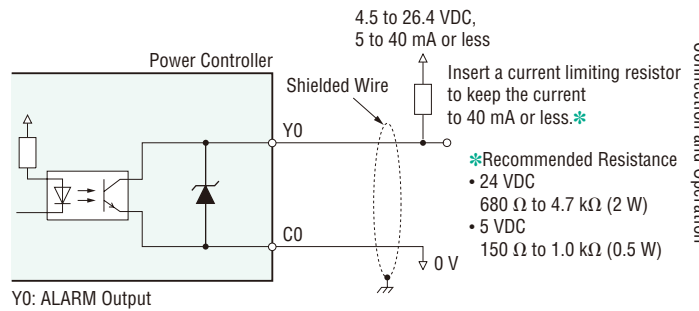 4.5 to 26.4 VDC,
5 to 40 mA or less
Power Controller
Shielded Wire
Insert a current limiting resistor
to keep the current
to 40 mA or less.✱
Y0
✱Recommended Resistance
• 24 VDC
680 Ω to 4.7 kΩ (2 W)
• 5 VDC
150 Ω to 1.0 kΩ (0.5 W)
C0
0 V
Y0: ALARM Output